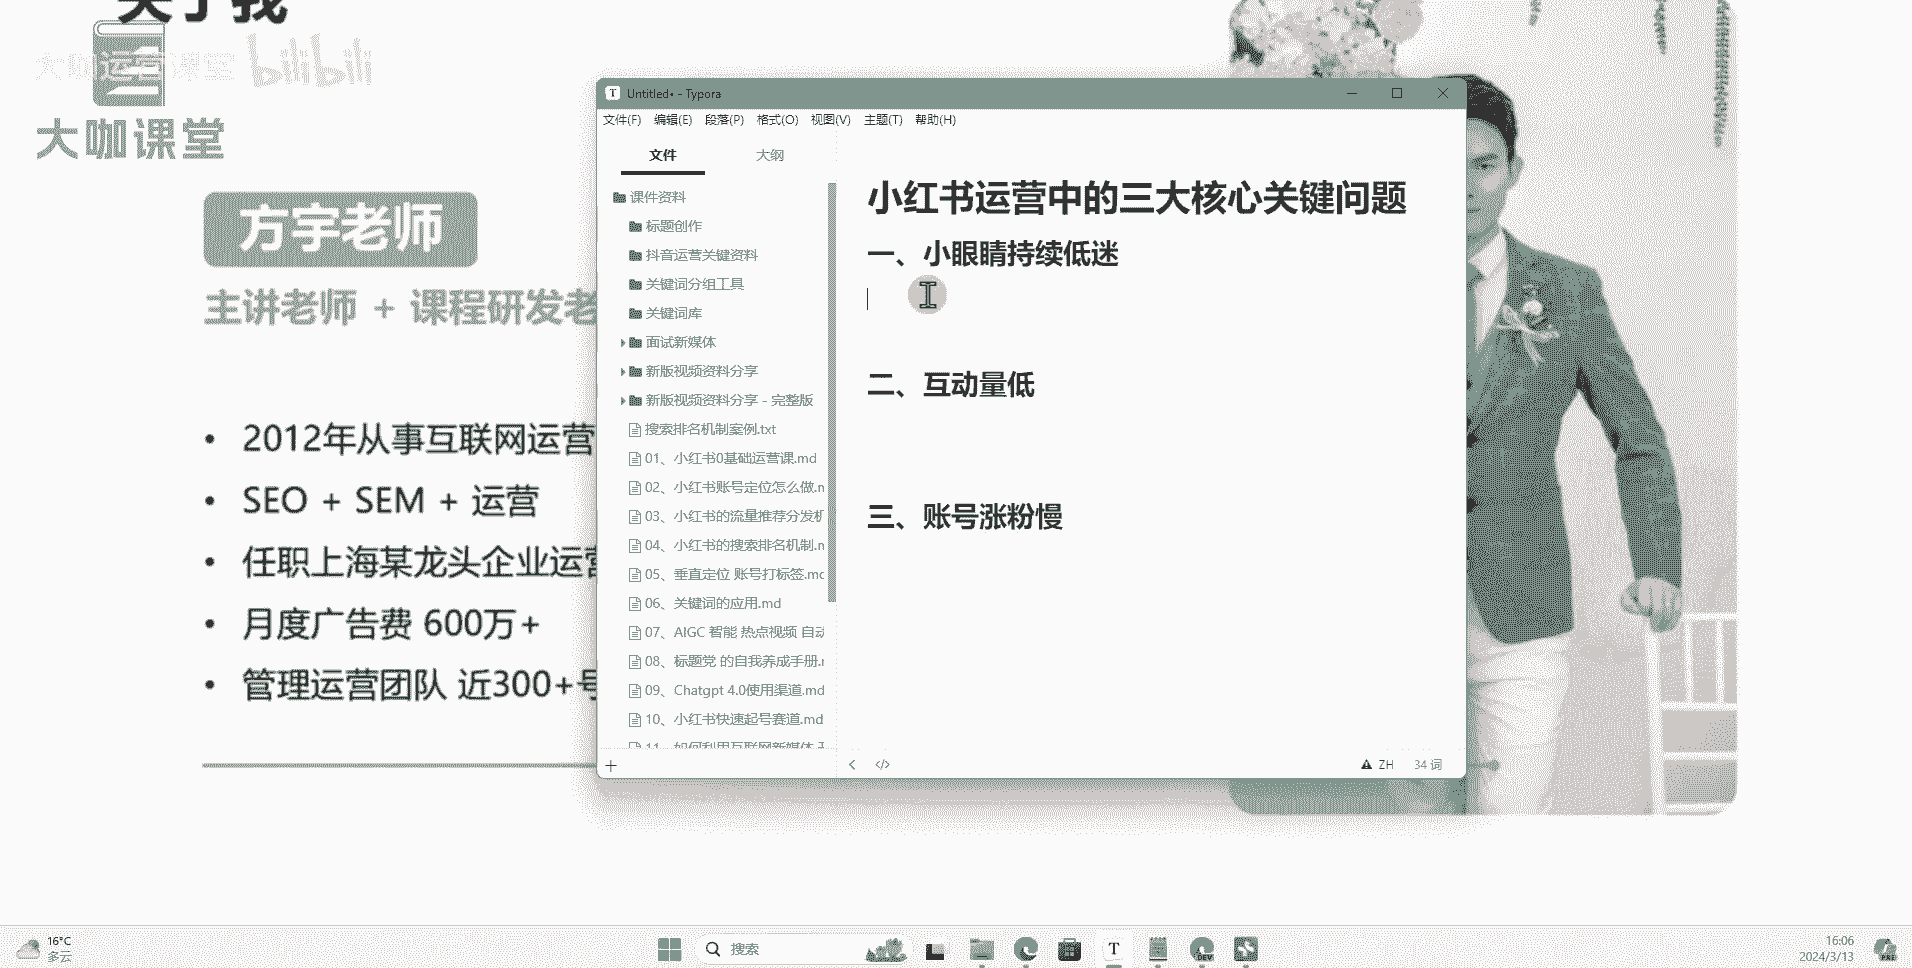 关于我
大咖运营课堂 bilibili
大咖课堂
方宇老师
主讲老师 + 课程研发老
2012年从事互联网运营
SEO + SEM + 运营
任职上海某龙头企业运营
月度广告费 600万+
管理运营团队 近300+号
Untitled• - Typora
文件(F) 编辑(E) 段落(P) 格式(O) 视图(V) 主题(T) 帮助(H)
文件 大纲
课件资料
标题创作
抖音运营关键资料
关键词分组工具
关键词库
面试新媒体
新版视频资料分享
新版视频资料分享 - 完整版
搜索排名机制案例.txt
01、小红书0基础运营课.md
02、小红书账号定位怎么做.m
03、小红书的流量推荐分发机
04、小红书的搜索排名机制.m
05、垂直定位 账号打标签.md
06、关键词的应用.md
07、AIGC 智能 热点视频 自动
08、标题党 的自我养成手册.m
09、Chatgpt 4.0使用渠道.md
10、小红书快速起号赛道.md
11、如何利用互联网新媒体
小红书运营中的三大核心关键问题
一、小眼睛持续低迷
二、互动量低
三、账号涨粉慢
ZH 34 词
16°C
多云
搜索
T
DEV
16:06
2024/3/13
PRE